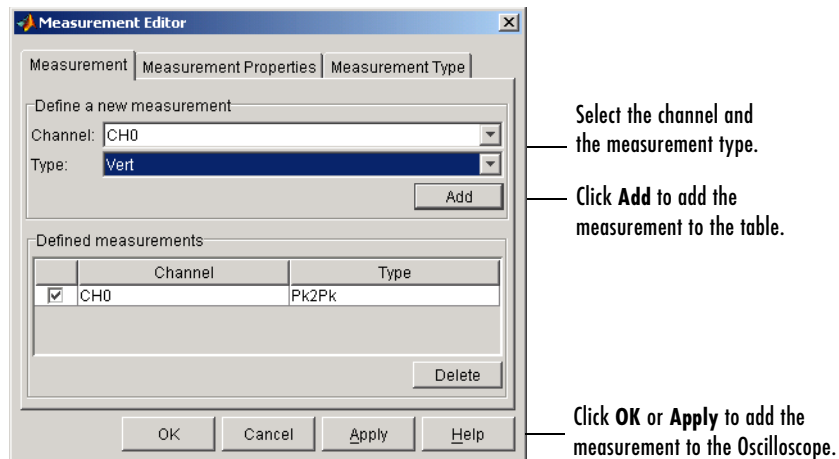 Measurement Editor
Measurement Measurement Properties Measurement Type
Define a new measurement
Channel: CH0
Type: Vert
Add
Select the channel and
the measurement type.
Click Add to add the
measurement to the table.
Defined measurements
Channel Type
CH0 Pk2Pk
Delete
OK Cancel Apply Help
Click OK or Apply to add the
measurement to the Oscilloscope.